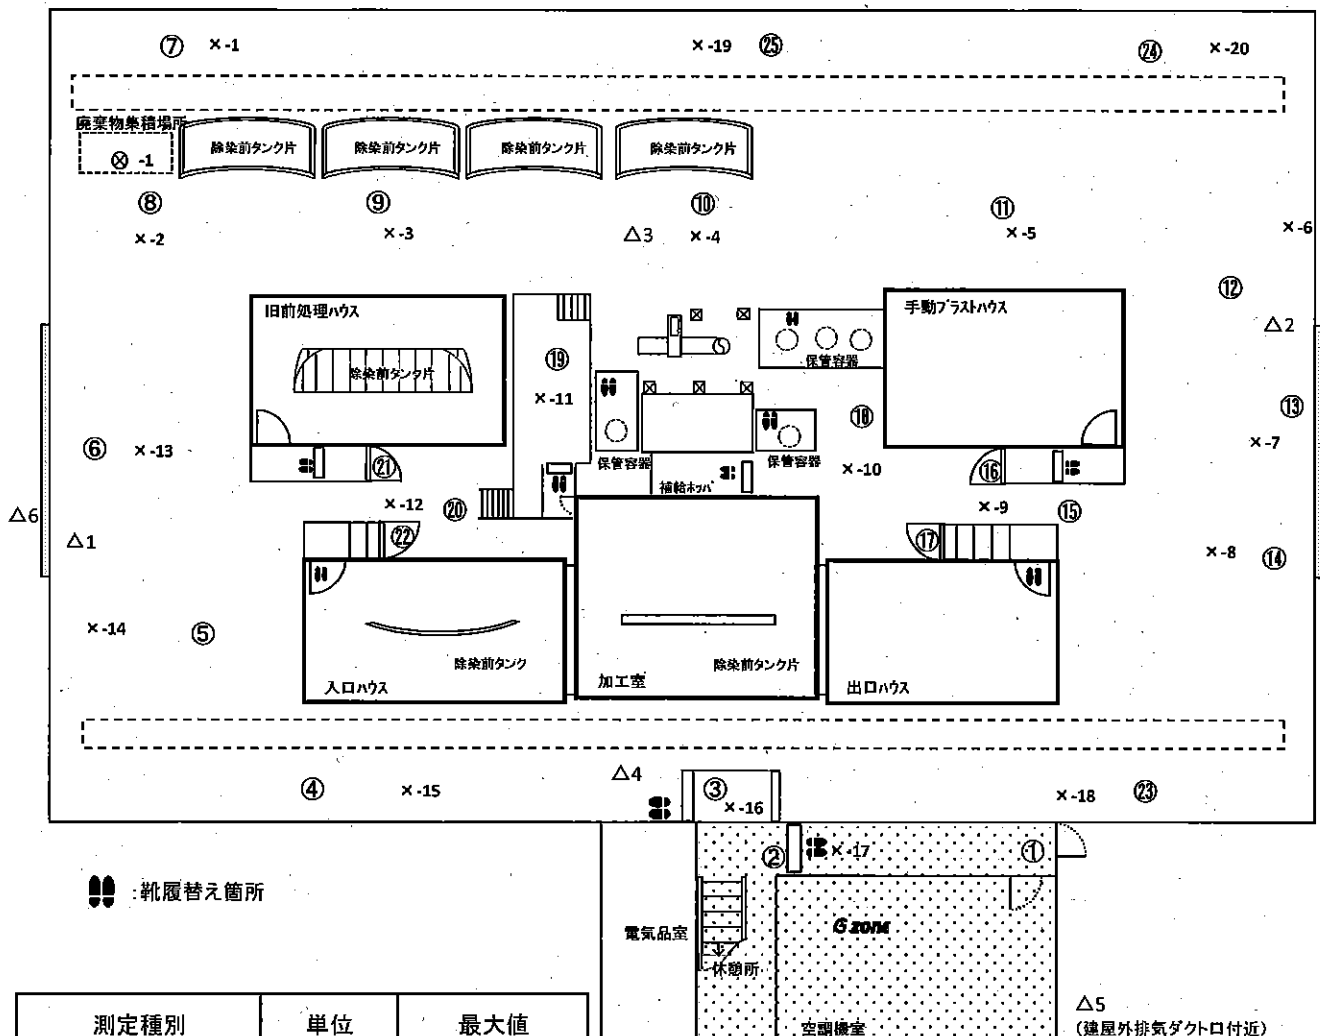 ⑦ ×-1 ×-19 ㉕ ㉔ ×-20
廃棄物集積場所
⊗ -1 除染前タンク片 除染前タンク片 除染前タンク片 除染前タンク片
⑧ ⑨ ⑩ ⑪
×-2 ×-3 △3 ×-4 ×-5 ×-6
⑫
旧前処理ハウス 手動ブラストハウス
△2
⑲ 除染前タンク片 保管容器
×-11 ⑱ ⑬
⑥ ×-13 ×-7
㉑ 保管容器 保管容器 ×-10 ⑯
補給ホッパ
×-12 ⑳ ×-9 ⑮
△6 △1 ㉒ ⑰ ×-8 ⑭
×-14 ⑤
除染前タンク 除染前タンク片
入口ハウス 加工室 出口ハウス
④ ×-15 △4 ③ ×-16 ×-18 ㉓
② ×-17 ①
:靴履替え箇所
電気品室 G zone
休憩所
測定種別 単位 最大値
空調機室
△5
(建屋外排気ダクト口付近)